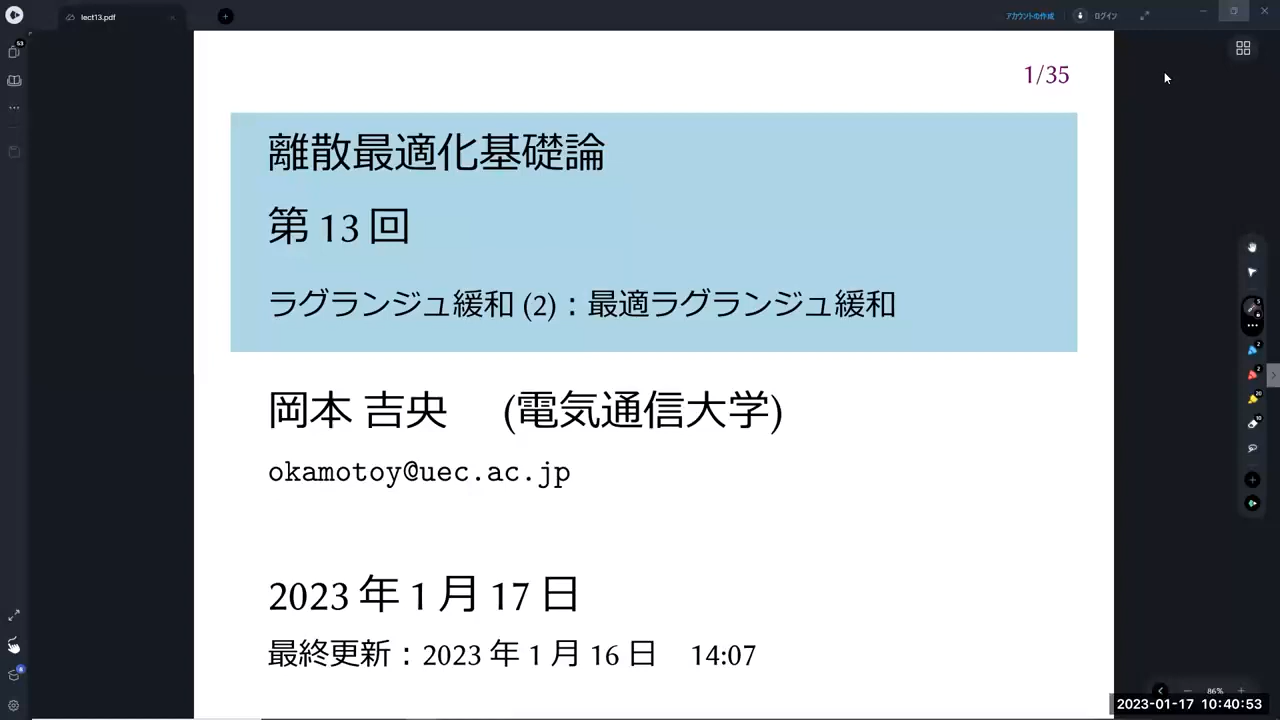 lect13.pdf
アカウントの作成
ログイン
53
1/35
離散最適化基礎論
第 13 回
ラグランジュ緩和 (2) : 最適ラグランジュ緩和
岡本 吉央 (電気通信大学)
okamotoy@uec.ac.jp
2023 年 1 月 17 日
最終更新 : 2023 年 1 月 16 日 14:07
86%
2023-01-17 10:40:53